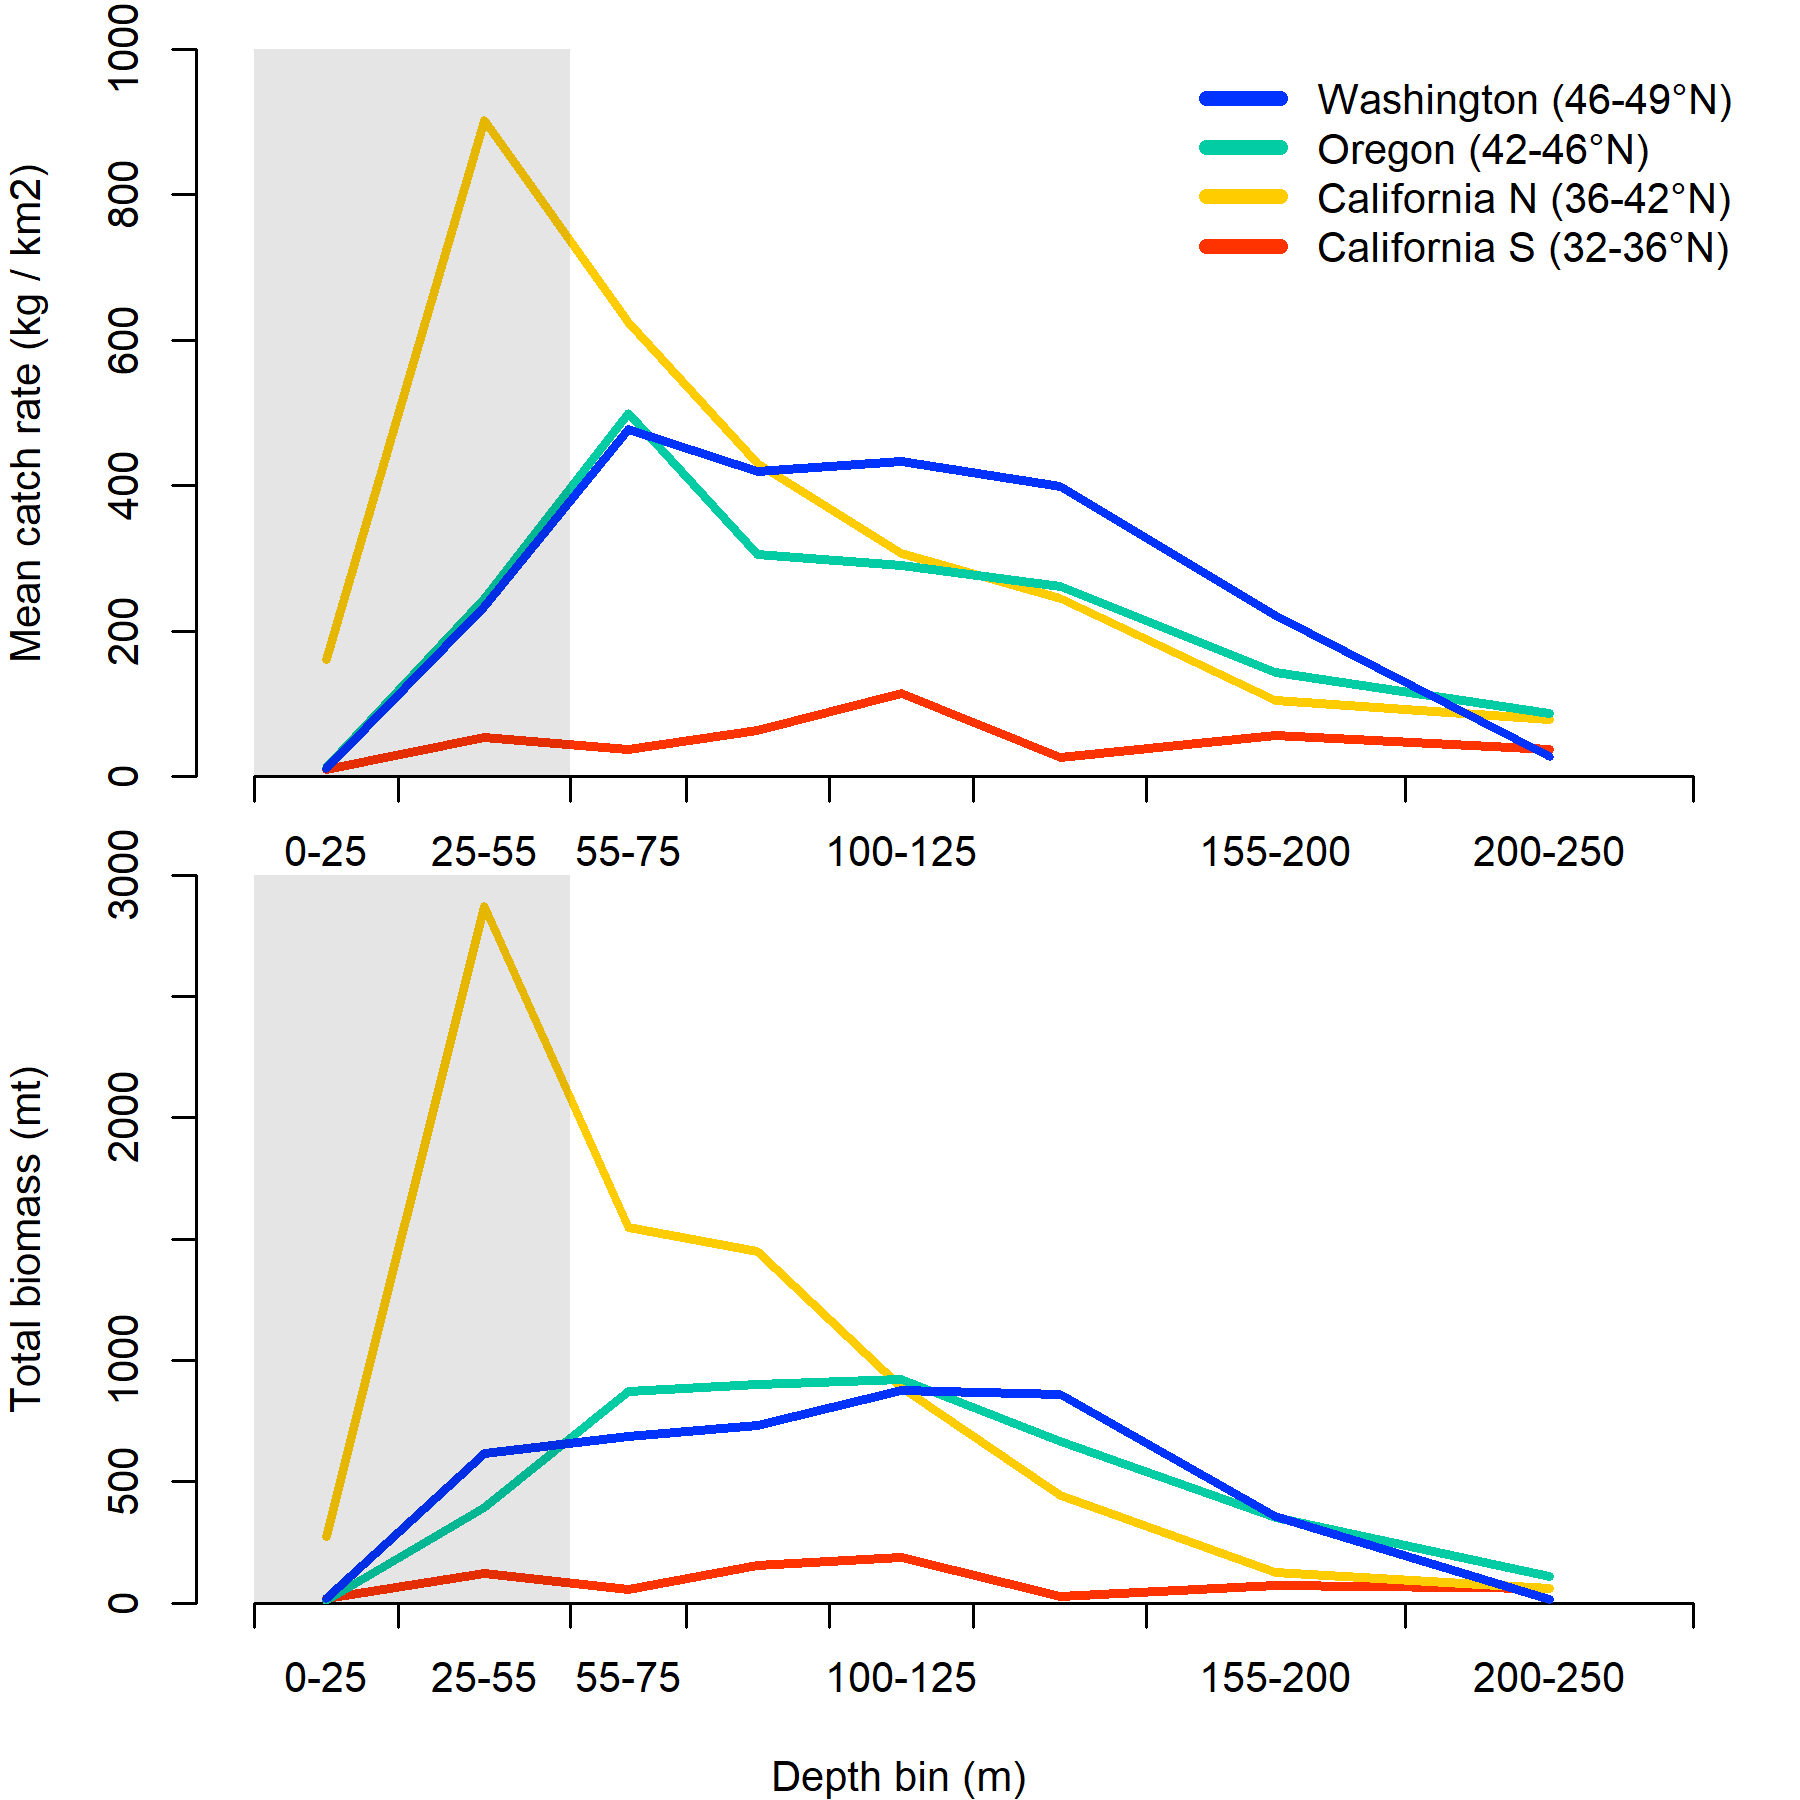 Mean catch rate (kg / km2)
1000
800
600
400
200
0
Washington (46-49°N)
Oregon (42-46°N)
California N (36-42°N)
California S (32-36°N)
0-25 25-55 55-75 100-125 155-200 200-250
Total biomass (mt)
3000
2000
1000
500
0
0-25 25-55 55-75 100-125 155-200 200-250
Depth bin (m)